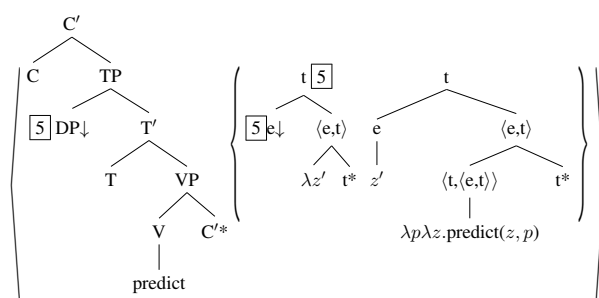 C′
C TP
t 5 t
5 DP↓ T′ 5 e↓ ⟨e,t⟩ e ⟨e,t⟩
T VP λz′ t* z′ ⟨t,⟨e,t⟩⟩ t*
V C′* λpλz.predict(z, p)
predict